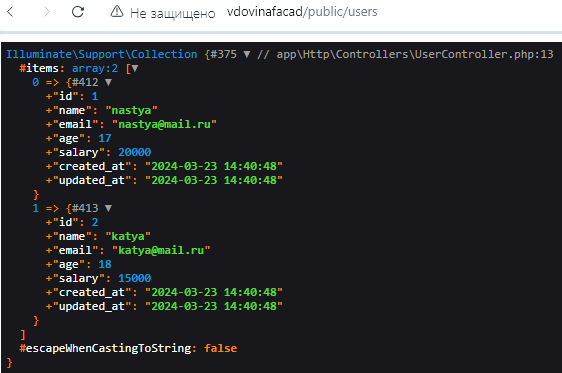 Не защищено vdovinafacad/public/users
Illuminate\Support\Collection {#375 ▼ // app\Http\Controllers\UserController.php:13
#items: array:2 [▼
0 => {#412 ▼
+"id": 1
+"name": "nastya"
+"email": "nastya@mail.ru"
+"age": 17
+"salary": 20000
+"created_at": "2024-03-23 14:40:48"
+"updated_at": "2024-03-23 14:40:48"
}
1 => {#413 ▼
+"id": 2
+"name": "katya"
+"email": "katya@mail.ru"
+"age": 18
+"salary": 15000
+"created_at": "2024-03-23 14:40:48"
+"updated_at": "2024-03-23 14:40:48"
}
]
#escapeWhenCastingToString: false
}